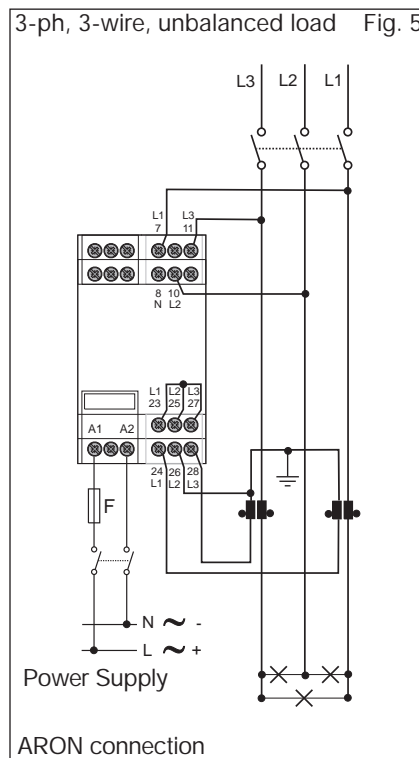 3-ph, 3-wire, unbalanced load Fig. 5
L3 L2 L1
L1 L3
7 11
8 10
N L2
L1 L2 L3
23 25 27
A1 A2
24 26 28
L1 L2 L3
F
N ~ -
L ~ +
Power Supply
ARON connection